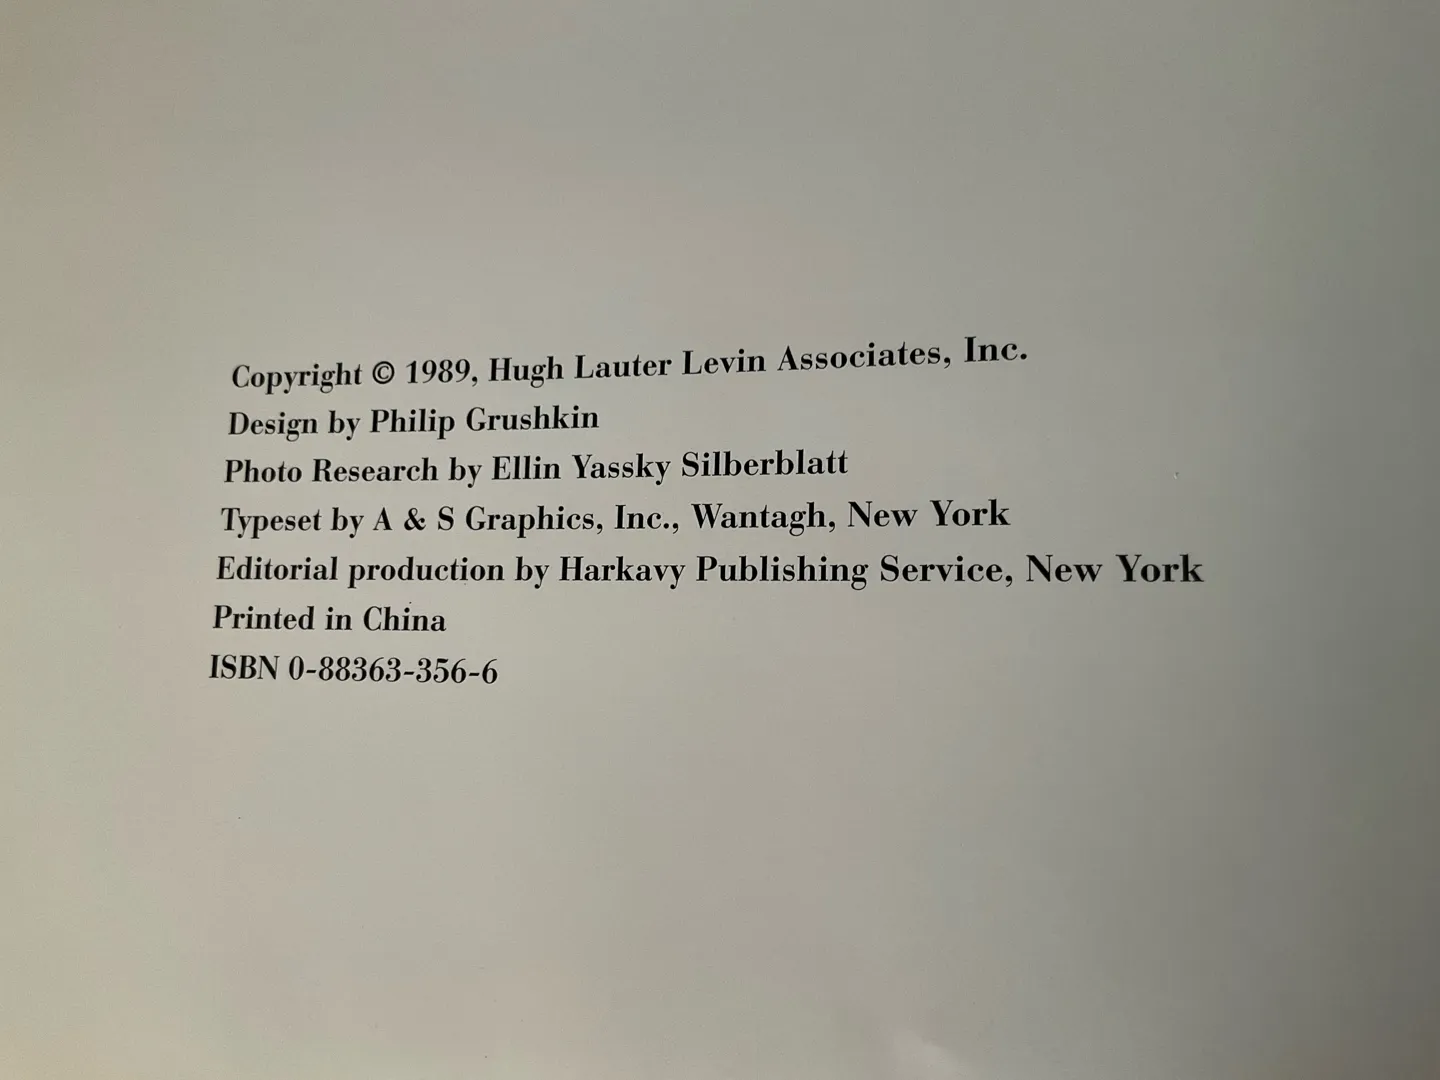 Copyright © 1989, Hugh Lauter Levin Associates, Inc.
Design by Philip Grushkin
Photo Research by Ellin Yassky Silberblatt
Typeset by A & S Graphics, Inc., Wantagh, New York
Editorial production by Harkavy Publishing Service, New York
Printed in China
ISBN 0-88363-356-6